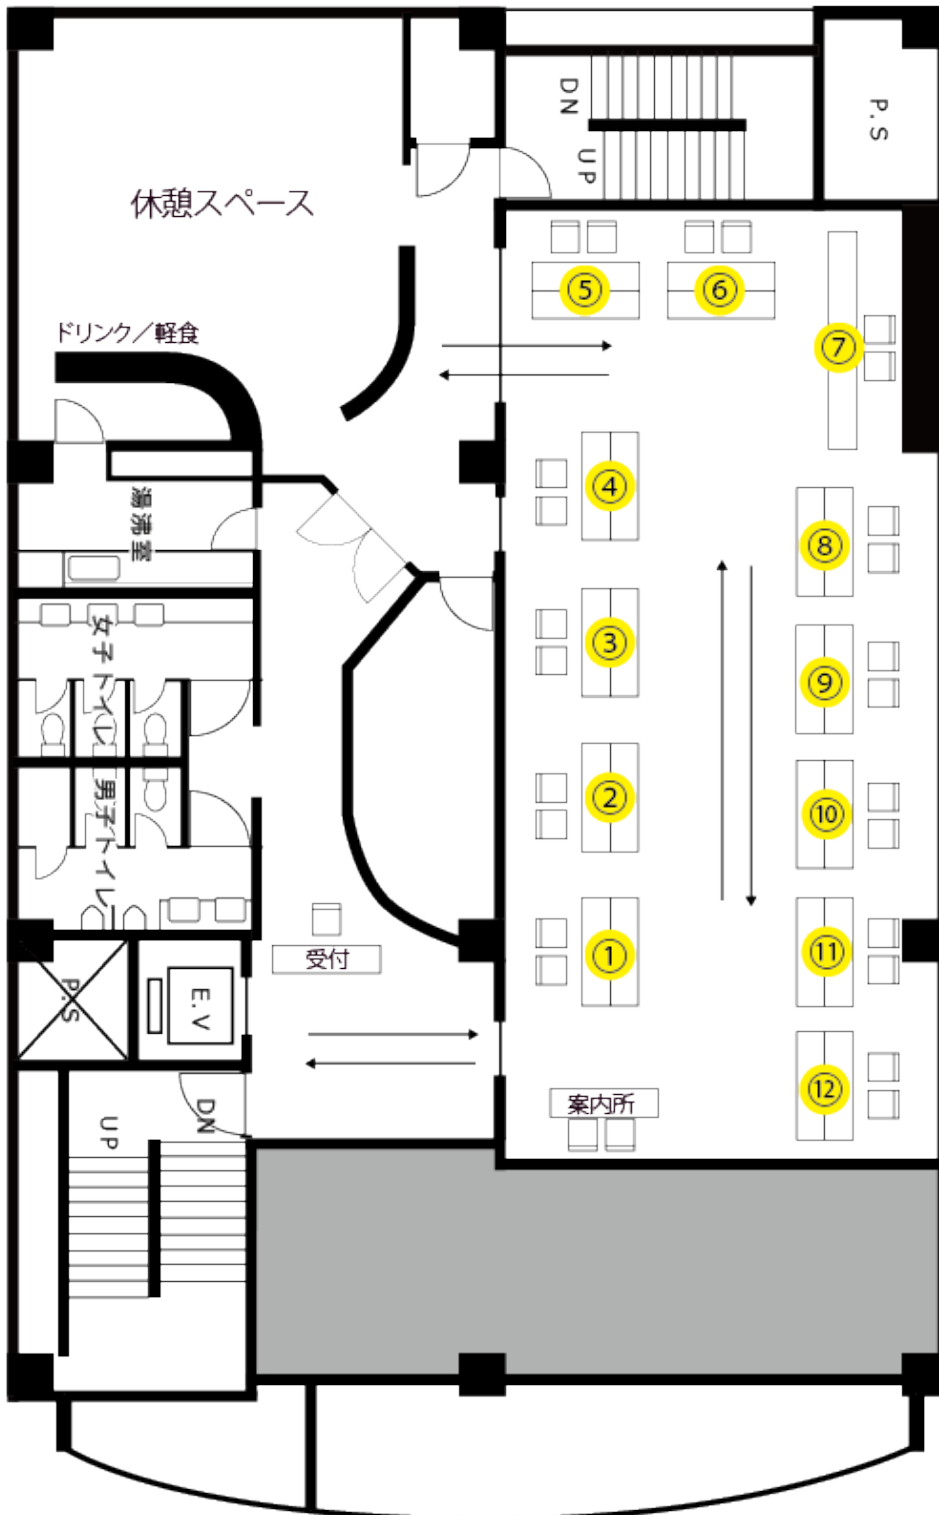 DN
UP
P.S
休憩スペース
⑤
⑥
⑦
ドリンク／軽食
④
湯沸室
⑧
女子トイレ
③
⑨
男子トイレ
②
⑩
受付
①
⑪
P.S
E.V
UP
DN
案内所
⑫